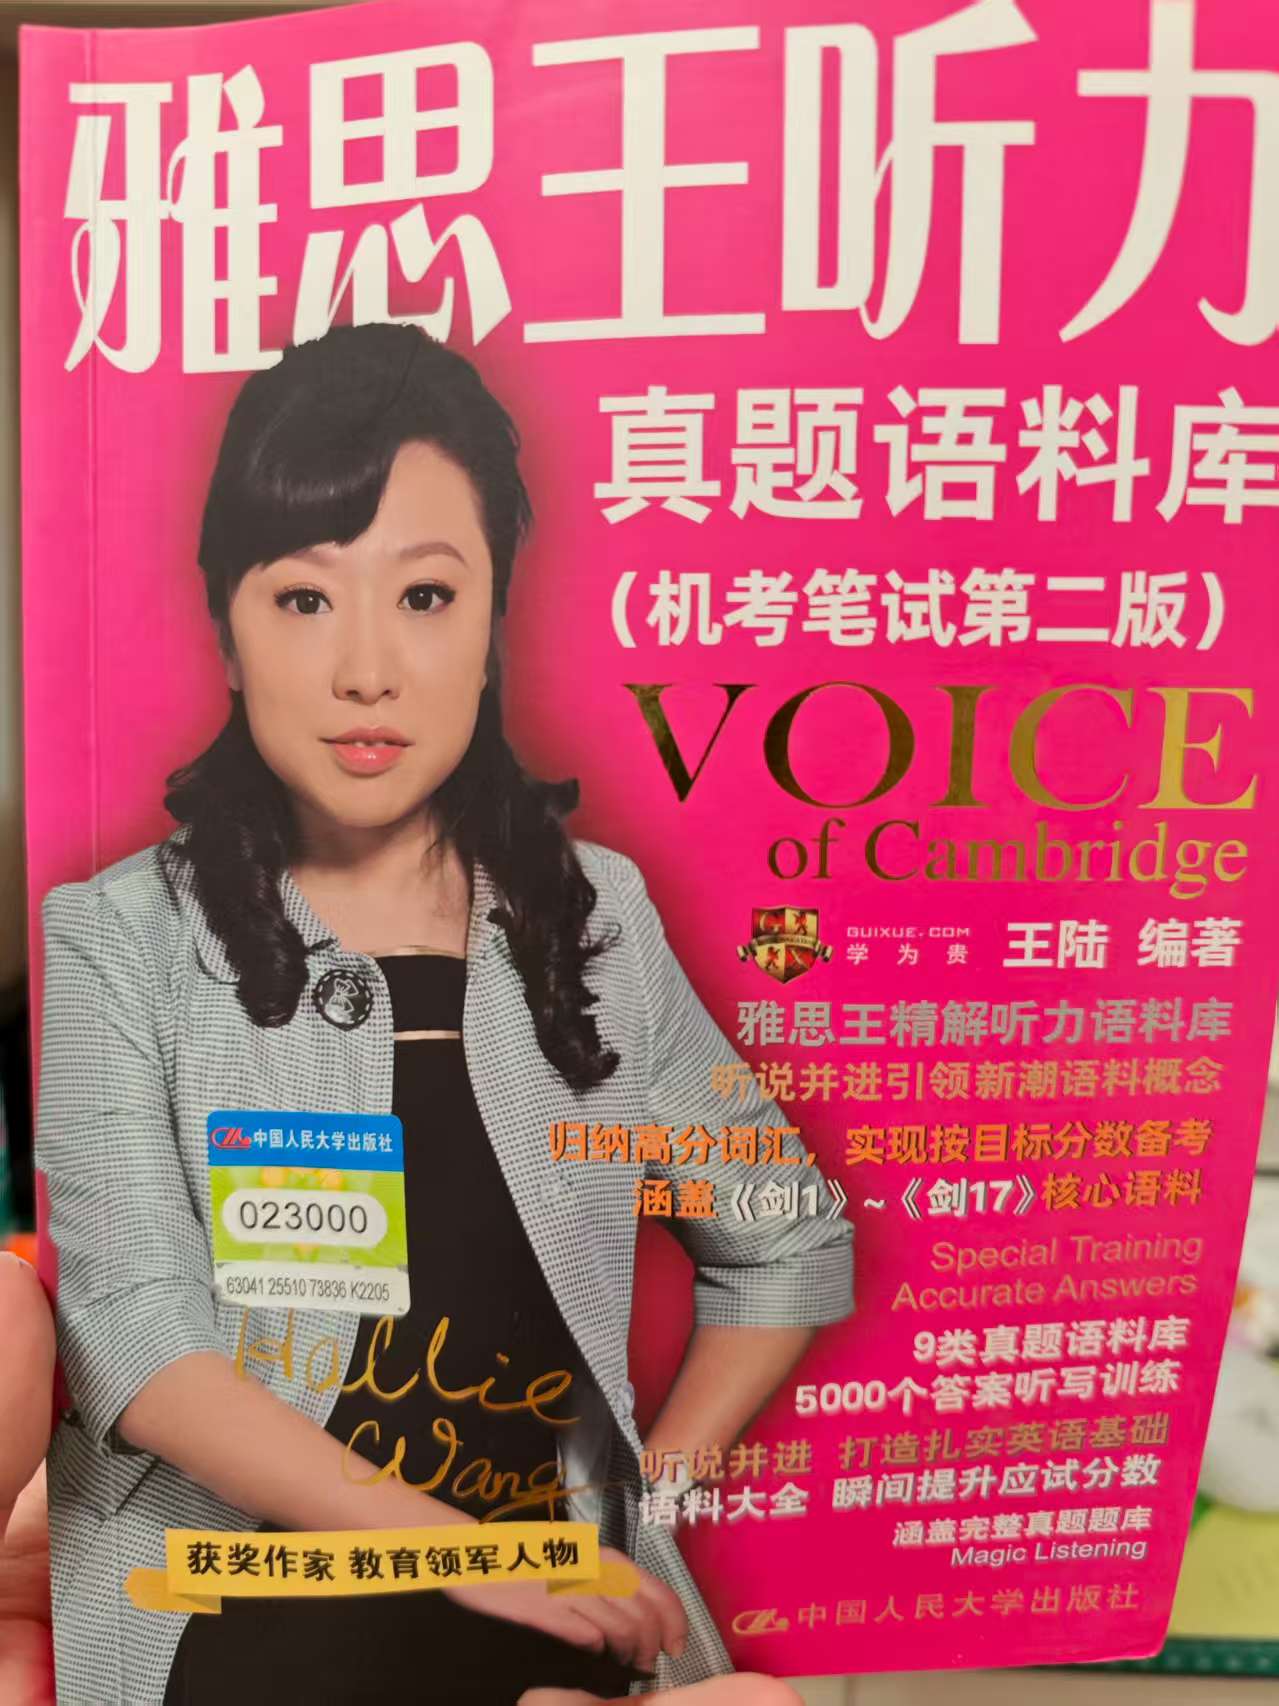 雅思王听力
真题语料库
（机考笔试第二版）
VOICE
of Cambridge
GUIXUE.COM
学为贵
王陆 编著
雅思王精解听力语料库
听说并进引领新潮语料概念
归纳高分词汇，实现按目标分数备考
涵盖《剑1》~《剑17》核心语料
Special Training
Accurate Answers
9类真题语料库
5000个答案听写训练
听说并进 打造扎实英语基础
语料大全 瞬间提升应试分数
涵盖完整真题题库
Magic Listening
中国人民大学出版社
中国人民大学出版社
023000
63041 25510 73836 K2205
Hallie
Wang
获奖作家 教育领军人物